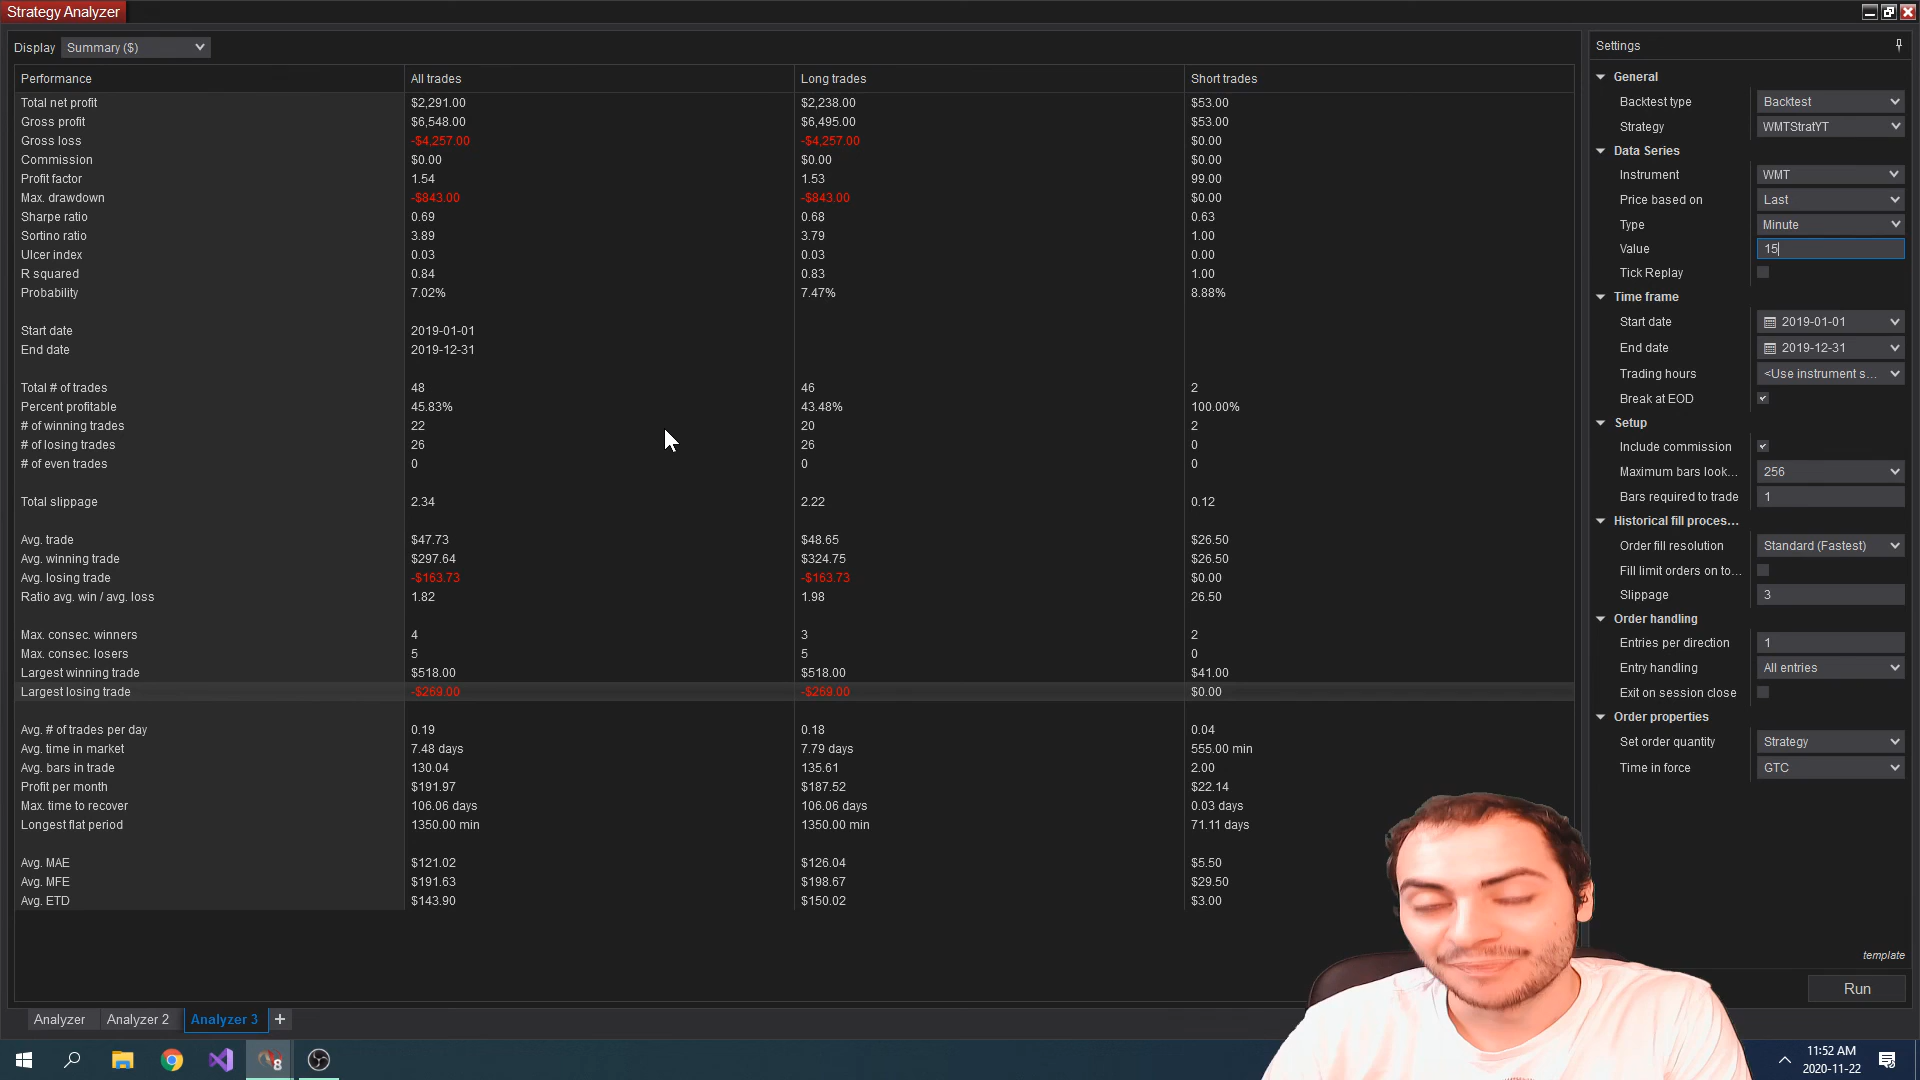 Strategy Analyzer
Display Summary ($)
Performance All trades Long trades Short trades
Total net profit $2,291.00 $2,238.00 $53.00
Gross profit $6,548.00 $6,495.00 $53.00
Gross loss -$4,257.00 -$4,257.00 $0.00
Commission $0.00 $0.00 $0.00
Profit factor 1.54 1.53 99.00
Max. drawdown -$843.00 -$843.00 $0.00
Sharpe ratio 0.69 0.68 0.63
Sortino ratio 3.89 3.79 1.00
Ulcer index 0.03 0.03 0.00
R squared 0.84 0.83 1.00
Probability 7.02% 7.47% 8.88%
Start date 2019-01-01
End date 2019-12-31
Total # of trades 48 46 2
Percent profitable 45.83% 43.48% 100.00%
# of winning trades 22 20 2
# of losing trades 26 26 0
# of even trades 0 0 0
Total slippage 2.34 2.22 0.12
Avg. trade $47.73 $48.65 $26.50
Avg. winning trade $297.64 $324.75 $26.50
Avg. losing trade -$163.73 -$163.73 $0.00
Ratio avg. win / avg. loss 1.82 1.98 26.50
Max. consec. winners 4 3 2
Max. consec. losers 5 5 0
Largest winning trade $518.00 $518.00 $41.00
Largest losing trade -$269.00 -$269.00 $0.00
Avg. # of trades per day 0.19 0.18 0.04
Avg. time in market 7.48 days 7.79 days 555.00 min
Avg. bars in trade 130.04 135.61 2.00
Profit per month $191.97 $187.52 $22.14
Max. time to recover 106.06 days 106.06 days 0.03 days
Longest flat period 1350.00 min 1350.00 min 71.11 days
Avg. MAE $121.02 $126.04 $5.50
Avg. MFE $191.63 $198.67 $29.50
Avg. ETD $143.90 $150.02 $3.00
Settings
General
Backtest type Backtest
Strategy WMTStratYT
Data Series
Instrument WMT
Price based on Last
Type Minute
Value 15
Tick Replay
Time frame
Start date 2019-01-01
End date 2019-12-31
Trading hours <Use instrument s...
Break at EOD
Setup
Include commission
Maximum bars look... 256
Bars required to trade 1
Historical fill proces...
Order fill resolution Standard (Fastest)
Fill limit orders on to...
Slippage 3
Order handling
Entries per direction 1
Entry handling All entries
Exit on session close
Order properties
Set order quantity Strategy
Time in force GTC
template
Run
Analyzer Analyzer 2 Analyzer 3 +
8
11:52 AM
2020-11-22